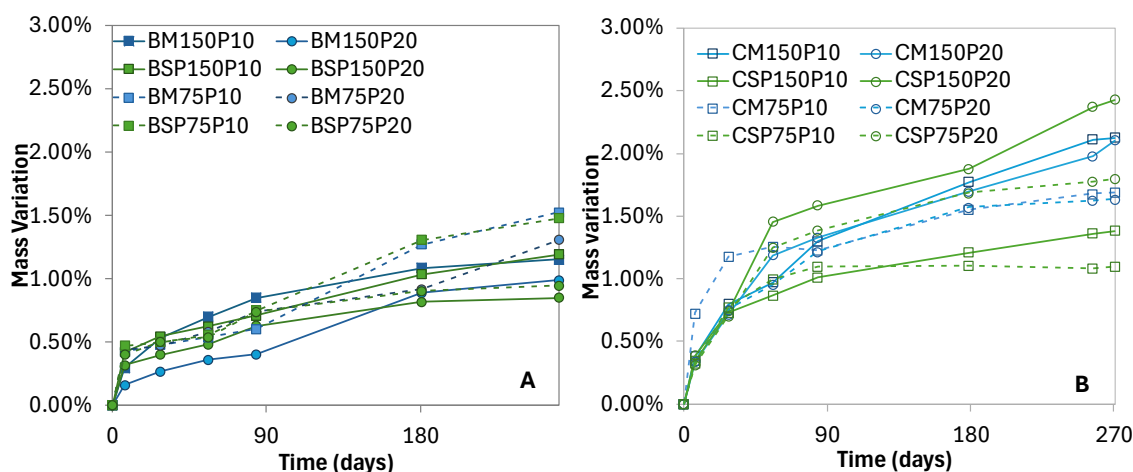 3.00%
2.50%
2.00%
1.50%
1.00%
0.50%
0.00%
Mass Variation
BM150P10 BM150P20
BSP150P10 BSP150P20
BM75P10 BM75P20
BSP75P10 BSP75P20
A
0 90 180
Time (days)
3.00%
2.50%
2.00%
1.50%
1.00%
0.50%
0.00%
Mass variation
CM150P10 CM150P20
CSP150P10 CSP150P20
CM75P10 CM75P20
CSP75P10 CSP75P20
B
0 90 180 270
Time (days)